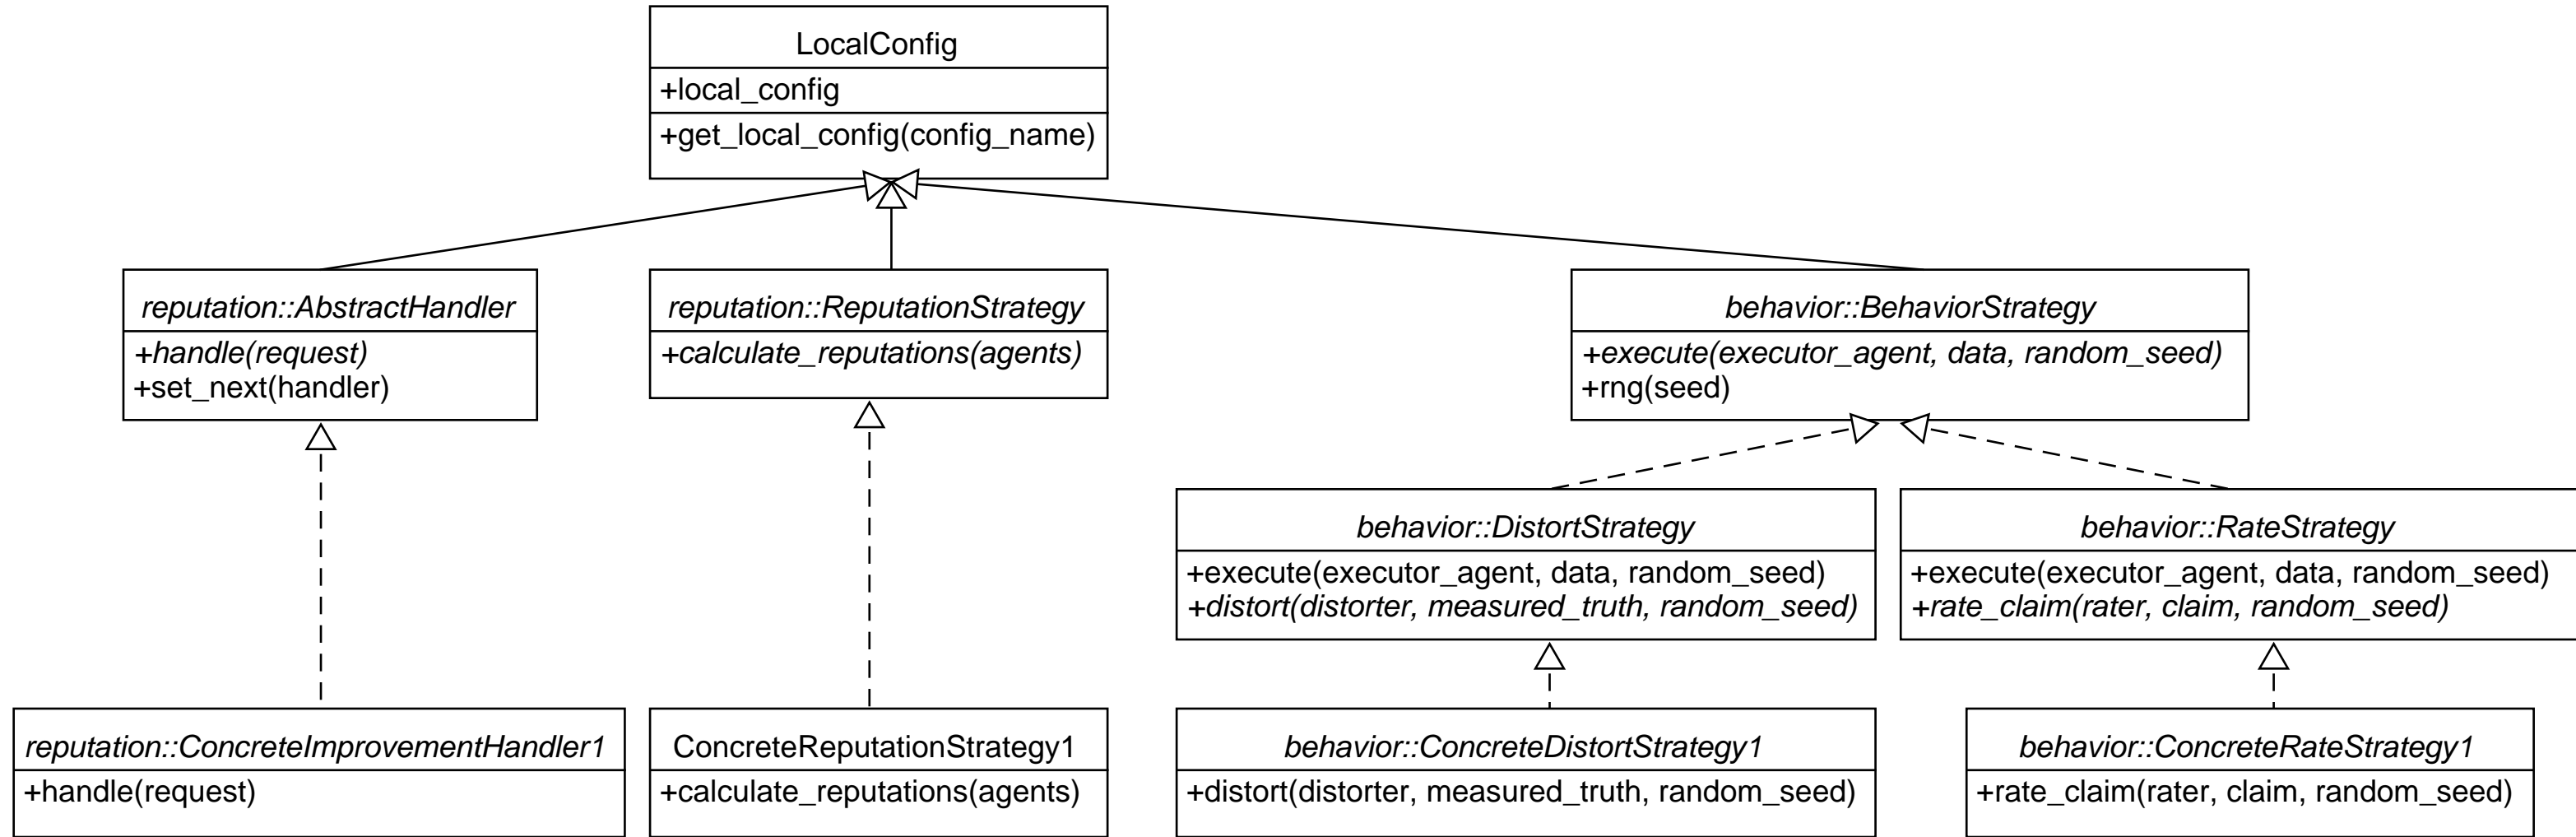 LocalConfig
+local_config
+get_local_config(config_name)
reputation::AbstractHandler
+handle(request)
+set_next(handler)
reputation::ReputationStrategy
+calculate_reputations(agents)
behavior::BehaviorStrategy
+execute(executor_agent, data, random_seed)
+rng(seed)
behavior::DistortStrategy
+execute(executor_agent, data, random_seed)
+distort(distorter, measured_truth, random_seed)
behavior::RateStrategy
+execute(executor_agent, data, random_seed)
+rate_claim(rater, claim, random_seed)
reputation::ConcreteImprovementHandler1
+handle(request)
ConcreteReputationStrategy1
+calculate_reputations(agents)
behavior::ConcreteDistortStrategy1
+distort(distorter, measured_truth, random_seed)
behavior::ConcreteRateStrategy1
+rate_claim(rater, claim, random_seed)